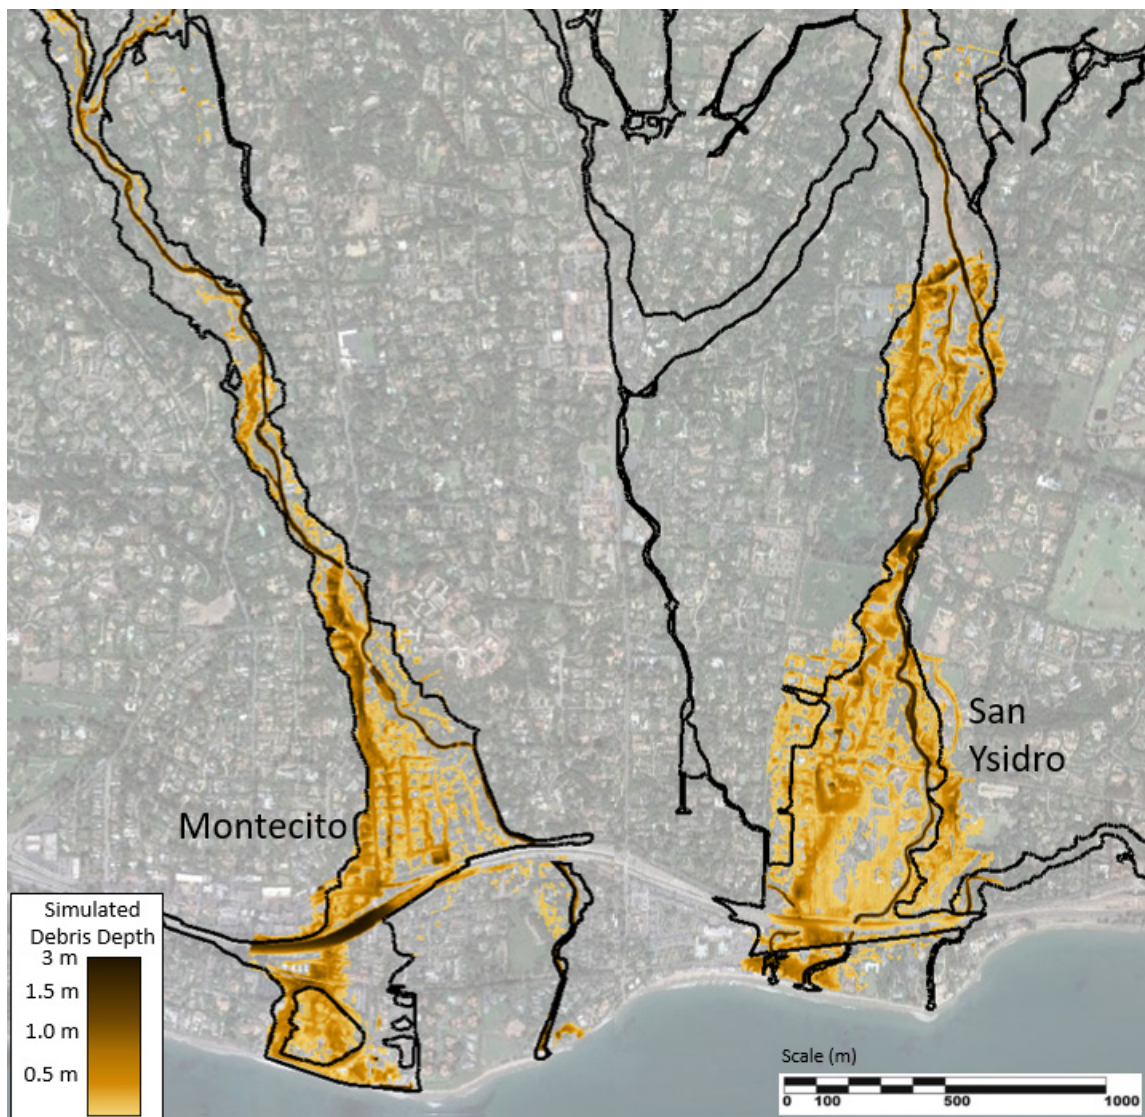 San
Ysidro
Montecito
Simulated
Debris Depth
3 m
1.5 m
1.0 m
0.5 m
Scale (m)
0 100 500 1000